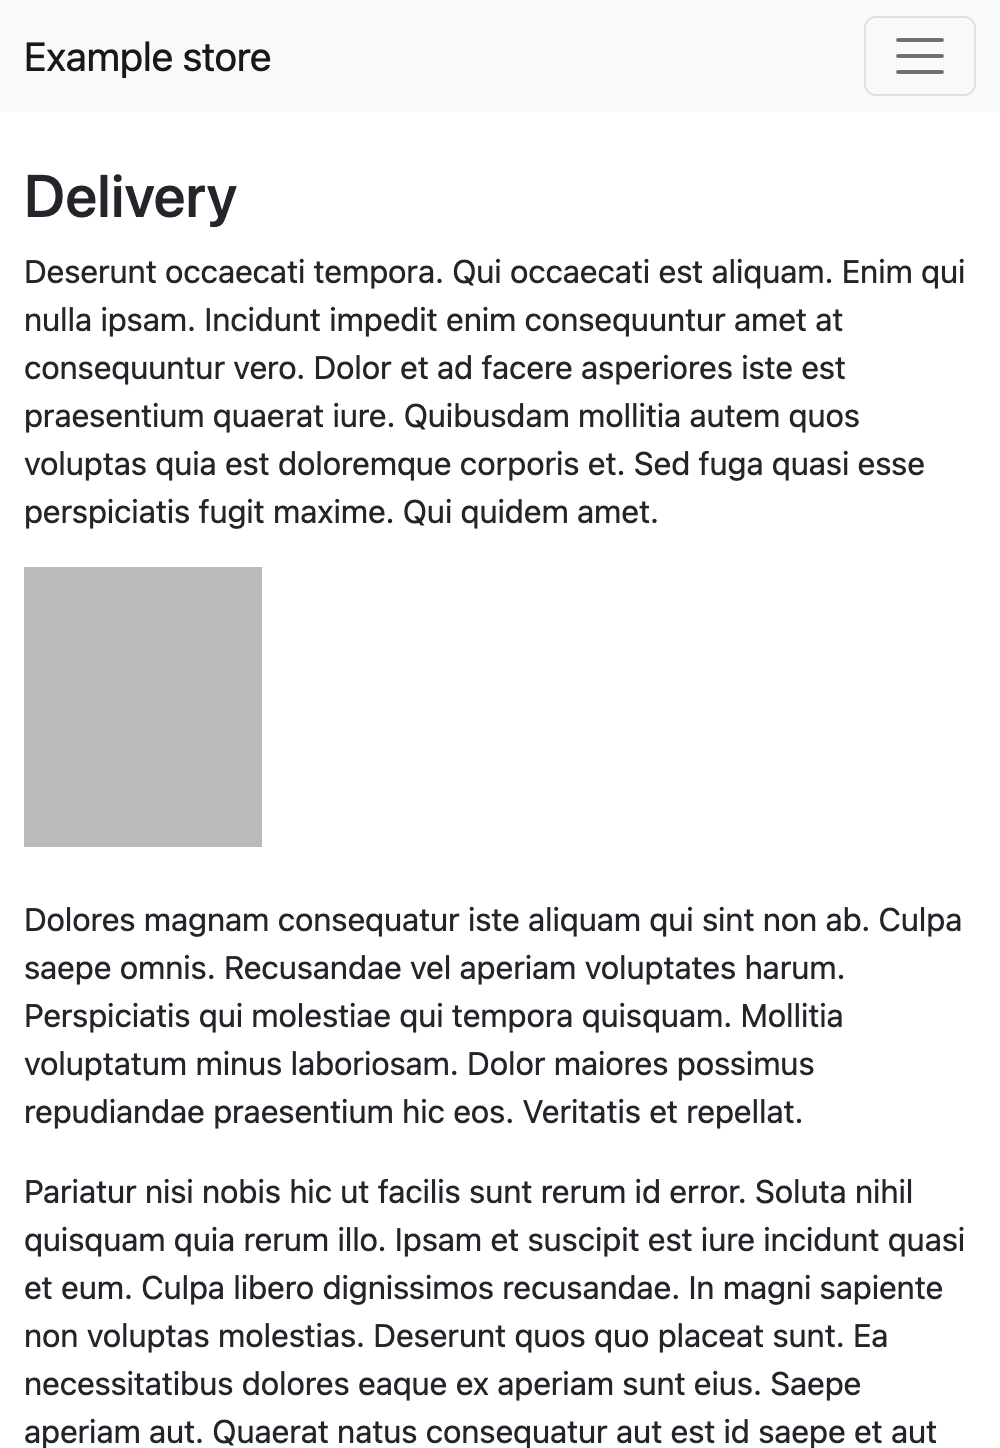 Example store
Delivery
Deserunt occaecati tempora. Qui occaecati est aliquam. Enim qui
nulla ipsam. Incidunt impedit enim consequuntur amet at
consequuntur vero. Dolor et ad facere asperiores iste est
praesentium quaerat iure. Quibusdam mollitia autem quos
voluptas quia est doloremque corporis et. Sed fuga quasi esse
perspiciatis fugit maxime. Qui quidem amet.
Dolores magnam consequatur iste aliquam qui sint non ab. Culpa
saepe omnis. Recusandae vel aperiam voluptates harum.
Perspiciatis qui molestiae qui tempora quisquam. Mollitia
voluptatum minus laboriosam. Dolor maiores possimus
repudiandae praesentium hic eos. Veritatis et repellat.
Pariatur nisi nobis hic ut facilis sunt rerum id error. Soluta nihil
quisquam quia rerum illo. Ipsam et suscipit est iure incidunt quasi
et eum. Culpa libero dignissimos recusandae. In magni sapiente
non voluptas molestias. Deserunt quos quo placeat sunt. Ea
necessitatibus dolores eaque ex aperiam sunt eius. Saepe
aperiam aut. Quaerat natus consequatur aut est id saepe et aut